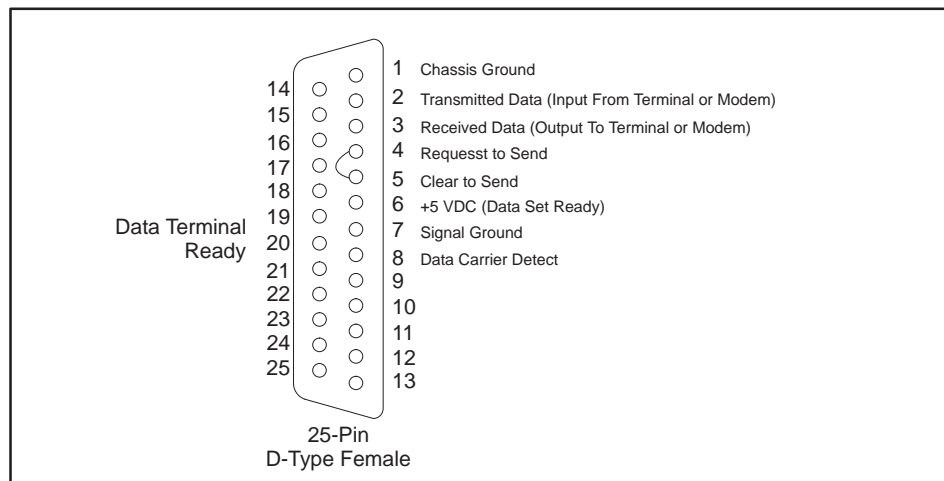 14
15
16
17
18
19
20
21
22
23
24
25
Data Terminal
Ready
1 Chassis Ground
2 Transmitted Data (Input From Terminal or Modem)
3 Received Data (Output To Terminal or Modem)
4 Requesst to Send
5 Clear to Send
6 +5 VDC (Data Set Ready)
7 Signal Ground
8 Data Carrier Detect
9
10
11
12
13
25-Pin
D-Type Female